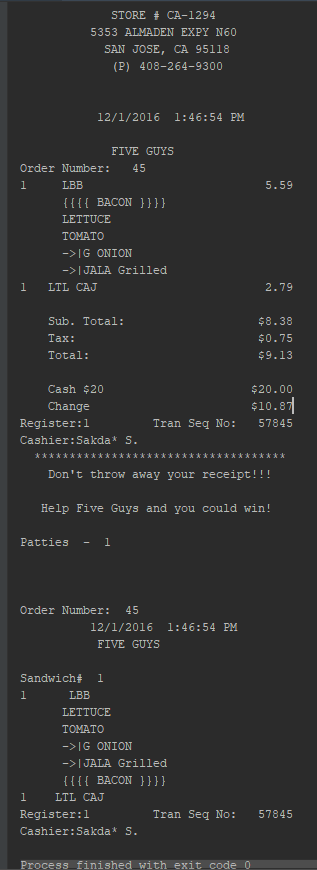 STORE # CA-1294
5353 ALMADEN EXPY N60
SAN JOSE, CA 95118
(P) 408-264-9300
12/1/2016  1:46:54 PM
FIVE GUYS
Order Number:   45
1     LBB                          5.59
{{{{ BACON }}}}
LETTUCE
TOMATO
->|G ONION
->|JALA Grilled
1   LTL CAJ                        2.79
Sub. Total:                   $8.38
Tax:                          $0.75
Total:                        $9.13
Cash $20                     $20.00
Change                       $10.87
Register:1         Tran Seq No:   57845
Cashier:Sakda* S.
************************************
Don't throw away your receipt!!!
Help Five Guys and you could win!
Patties  -  1
Order Number:  45
12/1/2016  1:46:54 PM
FIVE GUYS
Sandwich#  1
1      LBB
LETTUCE
TOMATO
->|G ONION
->|JALA Grilled
{{{{ BACON }}}}
1    LTL CAJ
Register:1         Tran Seq No:   57845
Cashier:Sakda* S.
Process finished with exit code 0